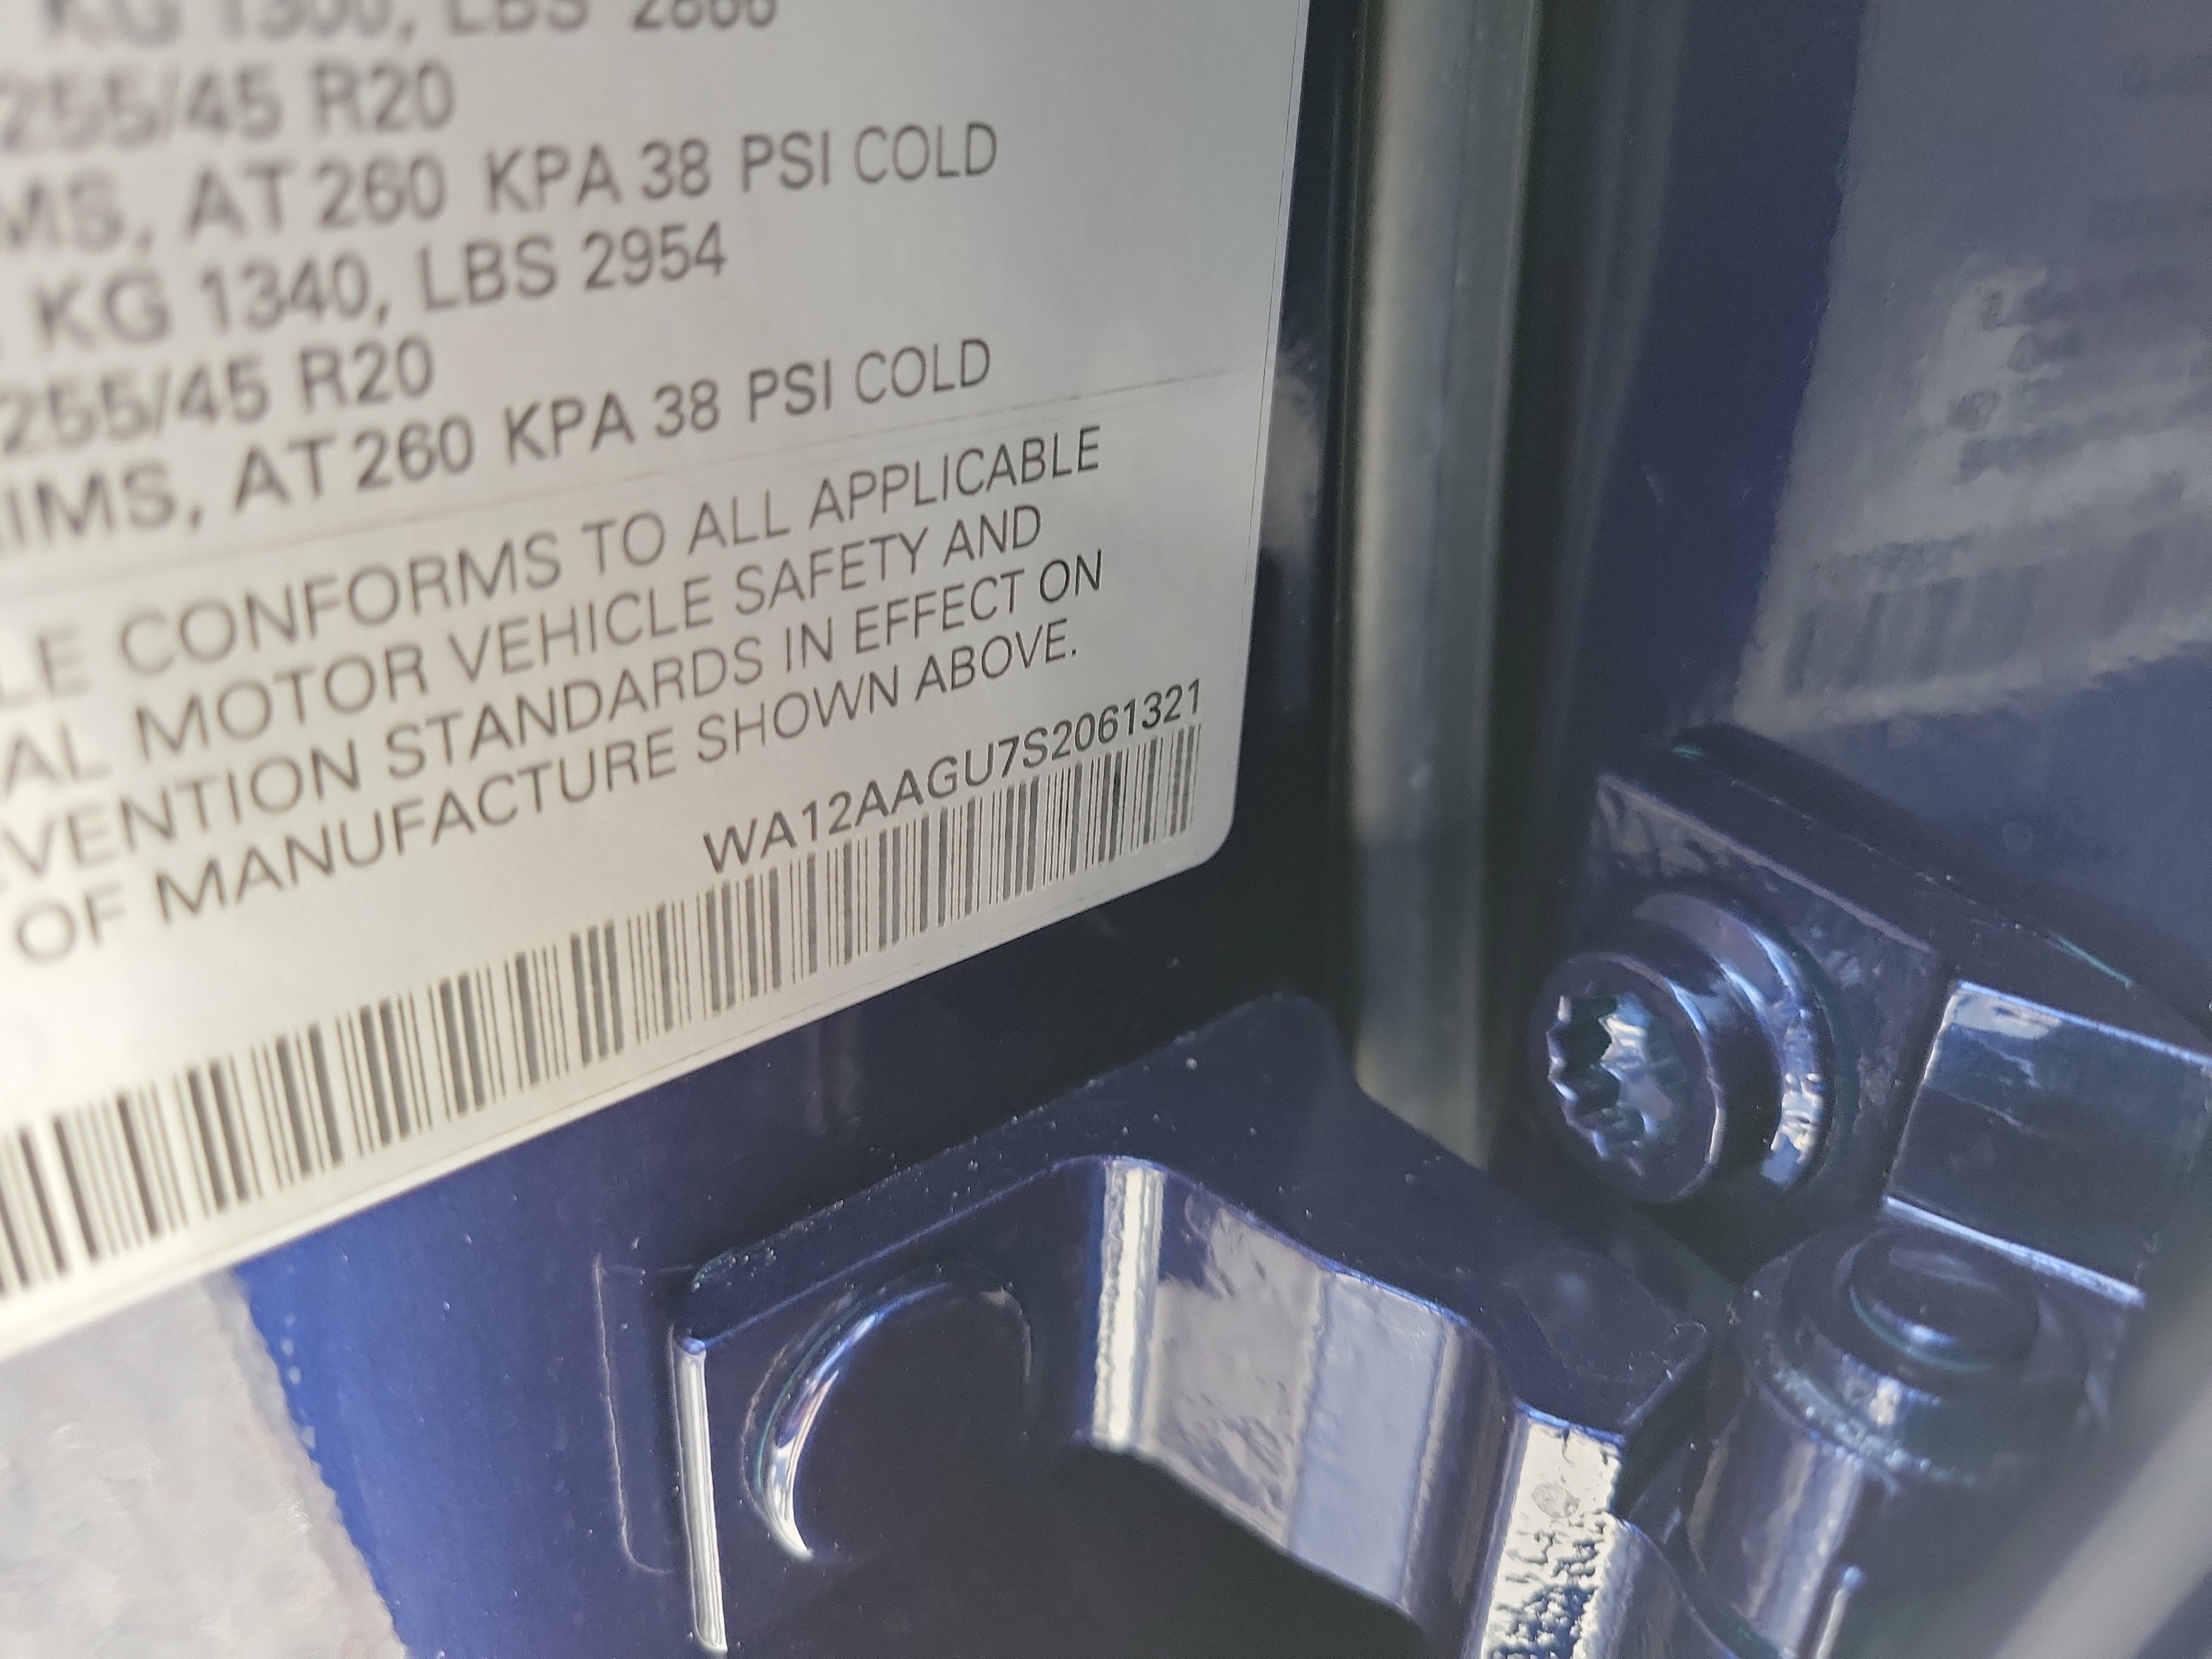 KG 1300, LBS 2866
255/45 R20
MS, AT 260 KPA 38 PSI COLD
KG 1340, LBS 2954
255/45 R20
IMS, AT 260 KPA 38 PSI COLD
LE CONFORMS TO ALL APPLICABLE
AL MOTOR VEHICLE SAFETY AND
VENTION STANDARDS IN EFFECT ON
OF MANUFACTURE SHOWN ABOVE.
WA12AAGU7S2061321